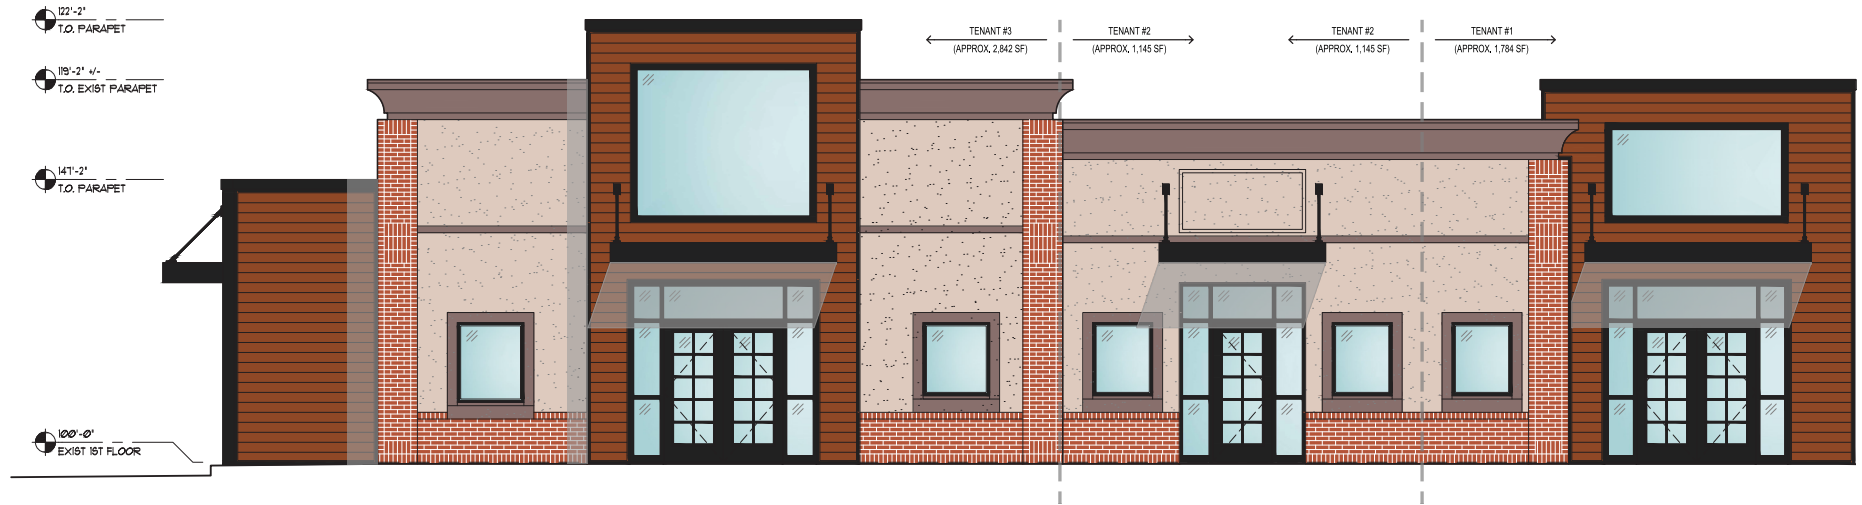 122'-2"
T.O. PARAPET
119'-2" +/-
T.O. EXIST PARAPET
147'-2"
T.O. PARAPET
100'-0"
EXIST 1ST FLOOR
TENANT #3
(APPROX. 2,842 SF)
TENANT #2
(APPROX. 1,145 SF)
TENANT #2
(APPROX. 1,145 SF)
TENANT #1
(APPROX. 1,784 SF)